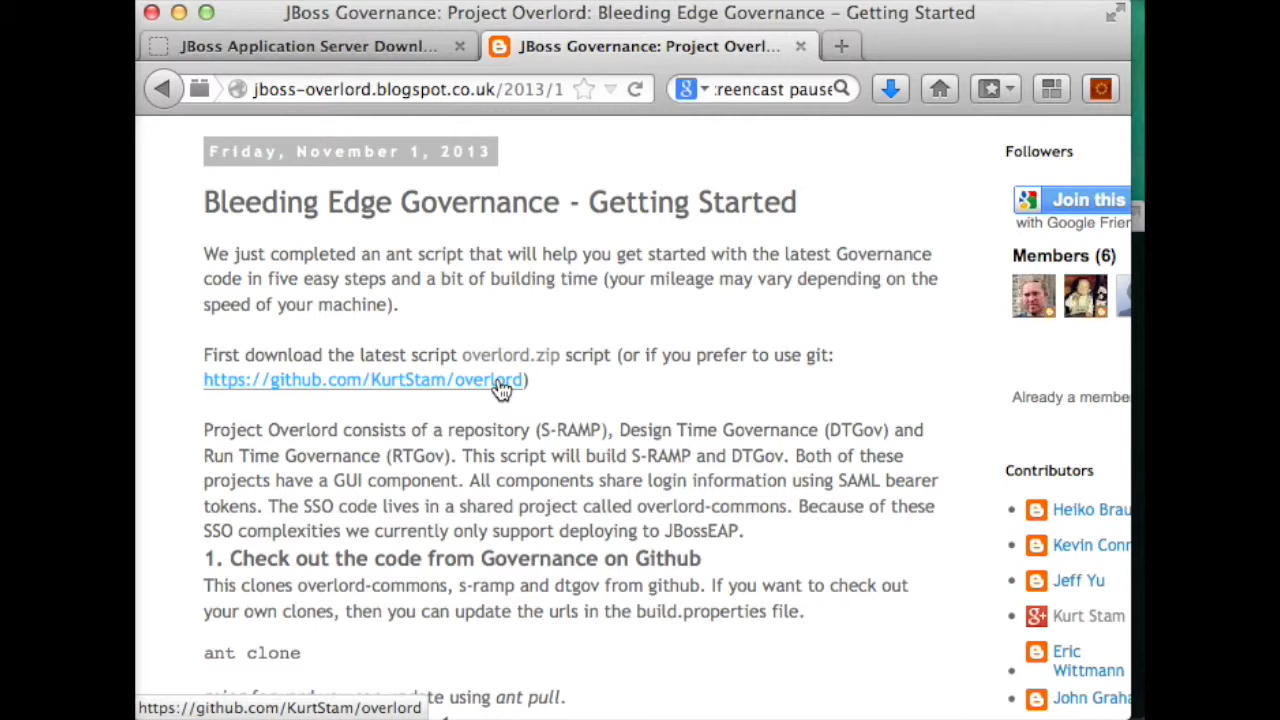 JBoss Governance: Project Overlord: Bleeding Edge Governance – Getting Started
JBoss Application Server Downl...
JBoss Governance: Project Overl...
jboss-overlord.blogspot.co.uk/2013/1
:reencast pause
Friday, November 1, 2013
Bleeding Edge Governance - Getting Started
We just completed an ant script that will help you get started with the latest Governance
code in five easy steps and a bit of building time (your mileage may vary depending on the
speed of your machine).
First download the latest script overlord.zip script (or if you prefer to use git:
https://github.com/KurtStam/overlord)
Project Overlord consists of a repository (S-RAMP), Design Time Governance (DTGov) and
Run Time Governance (RTGov). This script will build S-RAMP and DTGov. Both of these
projects have a GUI component. All components share login information using SAML bearer
tokens. The SSO code lives in a shared project called overlord-commons. Because of these
SSO complexities we currently only support deploying to JBossEAP.
1. Check out the code from Governance on Github
This clones overlord-commons, s-ramp and dtgov from github. If you want to check out
your own clones, then you can update the urls in the build.properties file.
ant clone
using ant pull.
https://github.com/KurtStam/overlord
Followers
Join this
with Google Frien
Members (6)
Already a membe
Contributors
Heiko Brau
Kevin Conn
Jeff Yu
Kurt Stam
Eric
Wittmann
John Graha